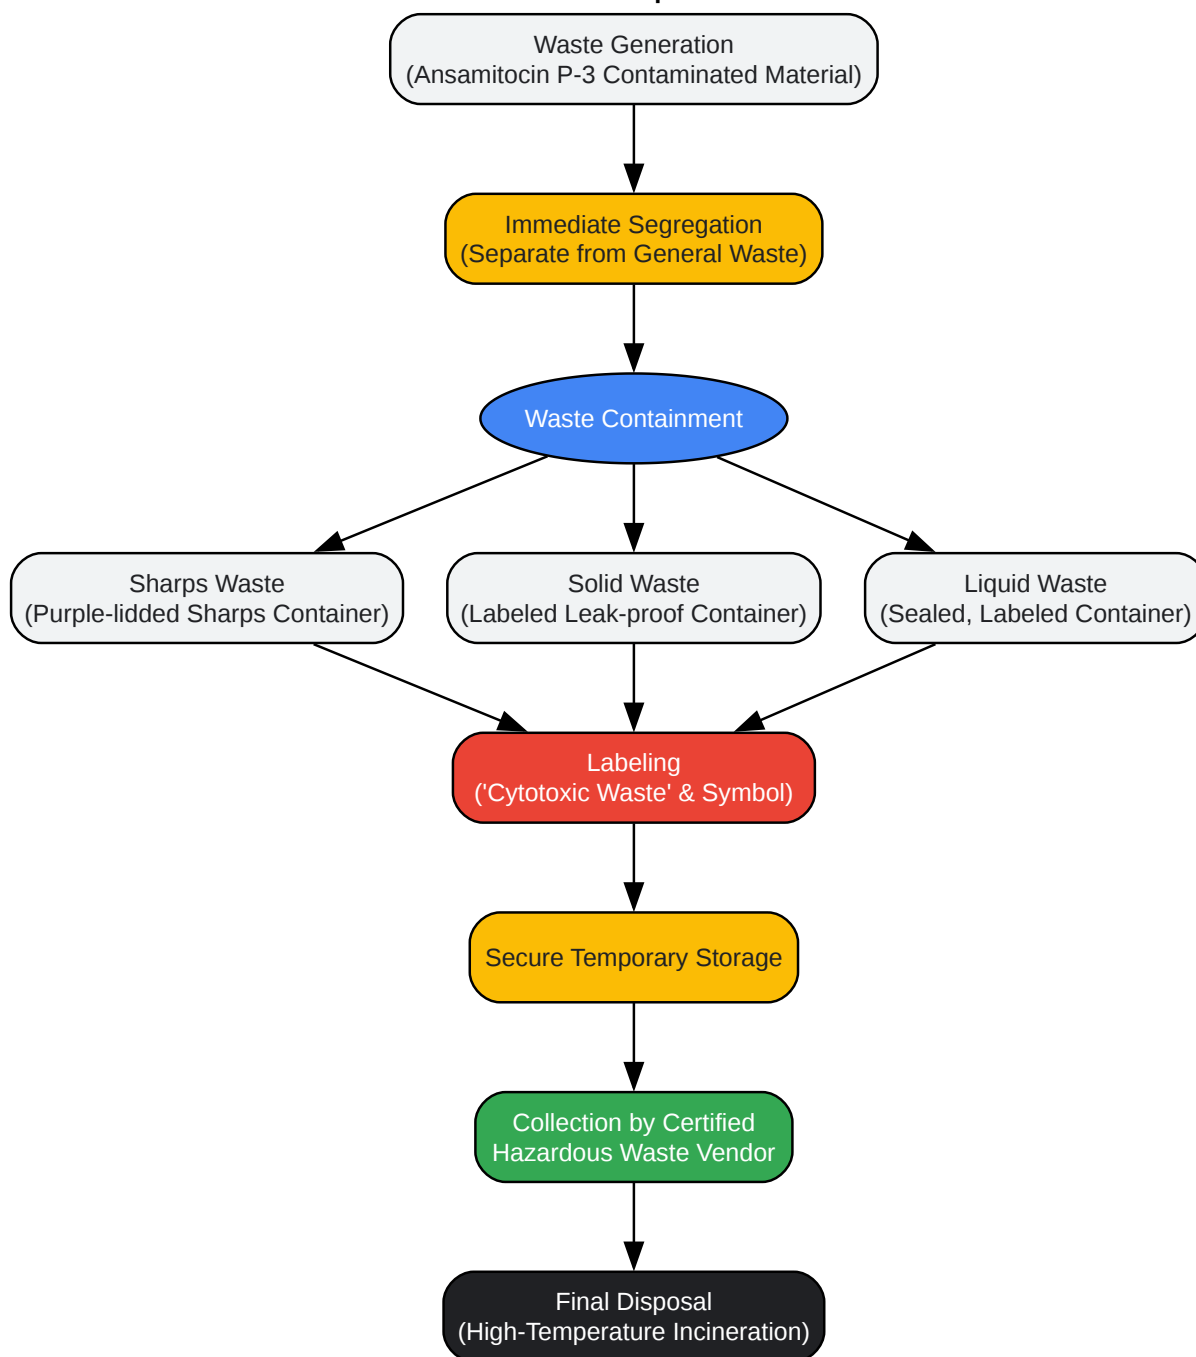 Waste Generation
(Ansamitocin P-3 Contaminated Material)
Immediate Segregation
(Separate from General Waste)
Waste Containment
Sharps Waste
(Purple-lidded Sharps Container)
Solid Waste
(Labeled Leak-proof Container)
Liquid Waste
(Sealed, Labeled Container)
Labeling
('Cytotoxic Waste' & Symbol)
Secure Temporary Storage
Collection by Certified
Hazardous Waste Vendor
Final Disposal
(High-Temperature Incineration)